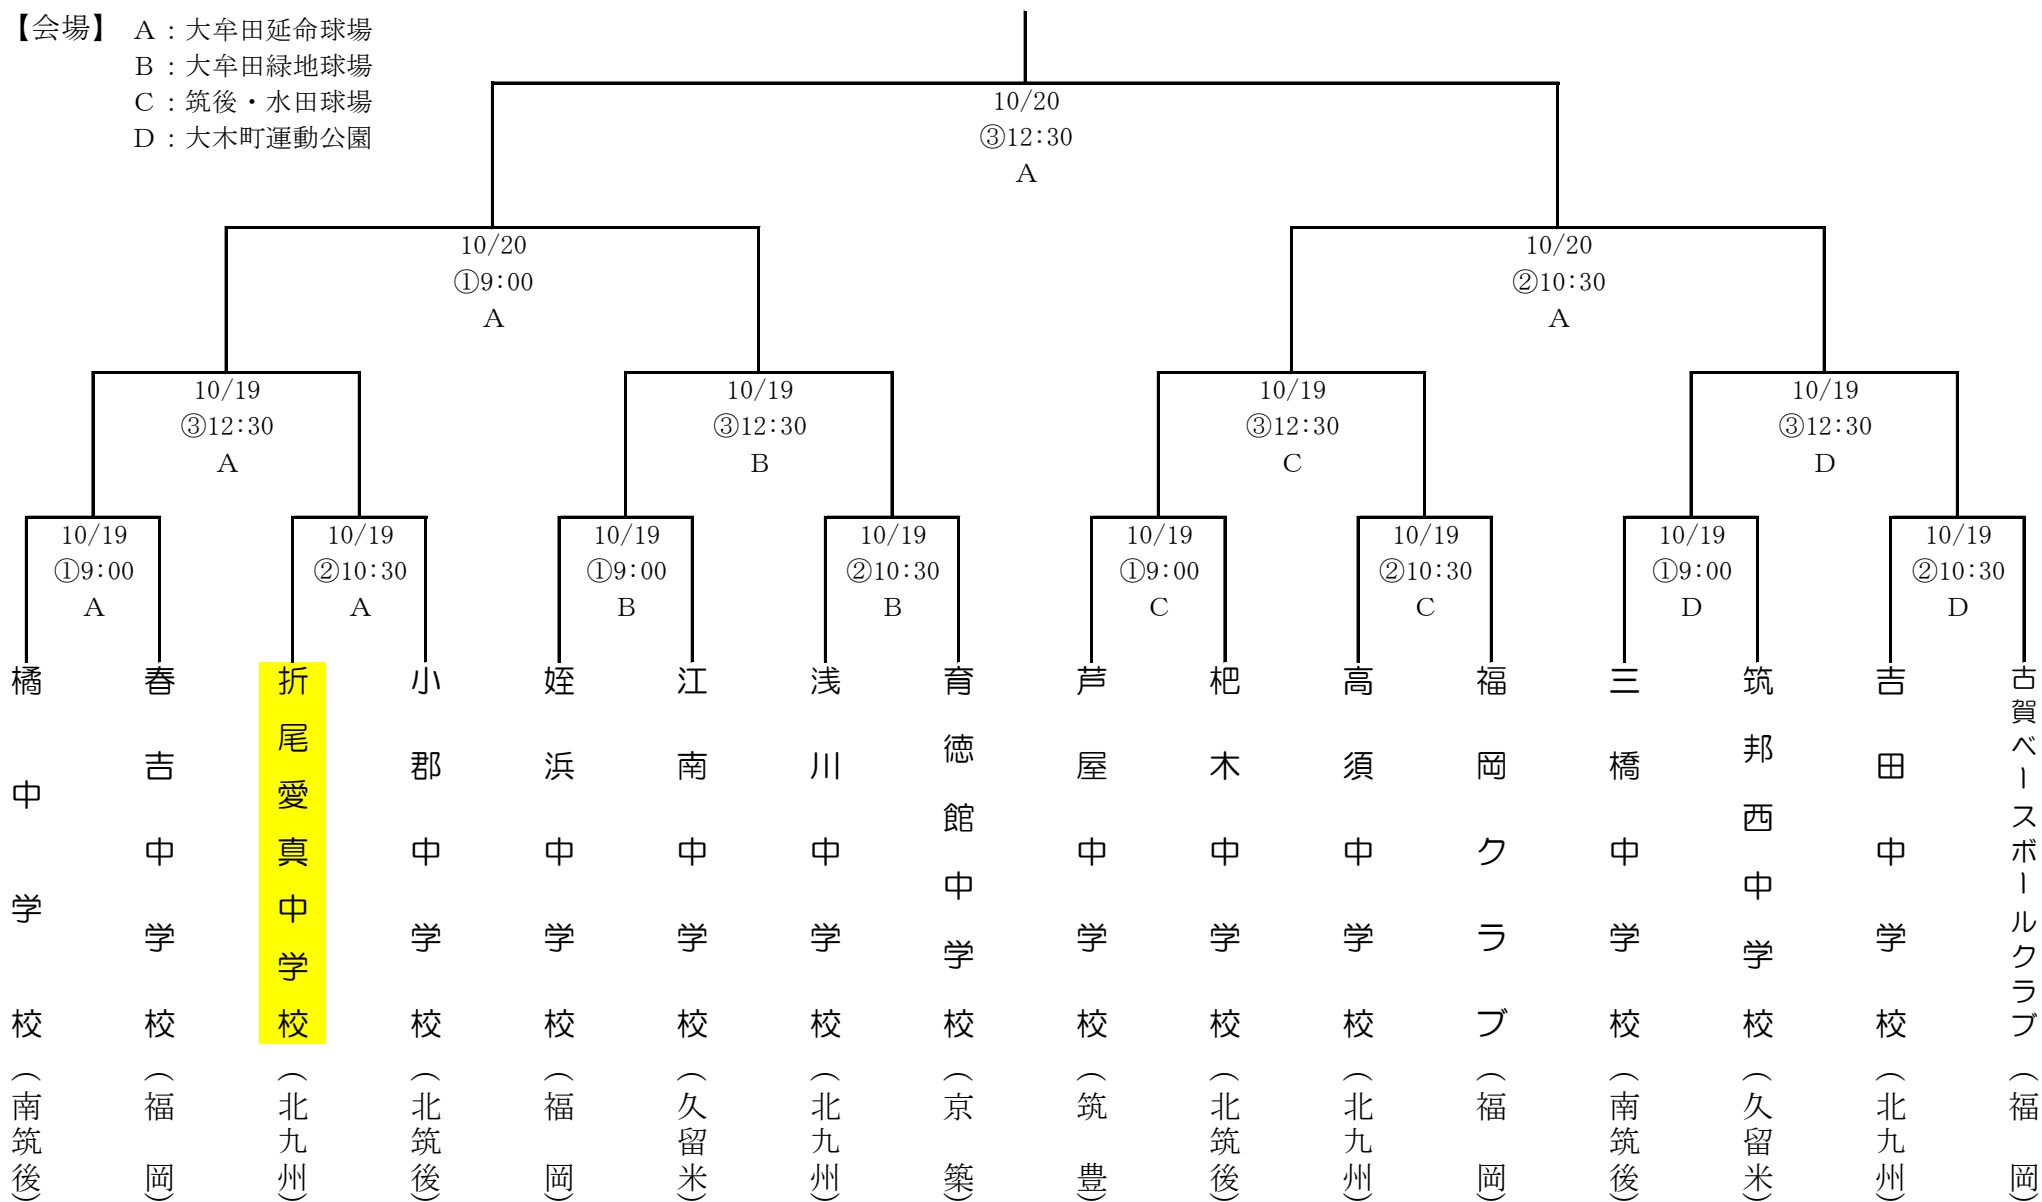 【会場】 A：大牟田延命球場
B：大牟田緑地球場
C：筑後・水田球場
D：大木町運動公園
10/20
③12:30
A
10/20
①9:00
A
10/20
②10:30
A
10/19
③12:30
A
10/19
③12:30
B
10/19
③12:30
C
10/19
③12:30
D
10/19
①9:00
A
10/19
②10:30
A
10/19
①9:00
B
10/19
②10:30
B
10/19
①9:00
C
10/19
②10:30
C
10/19
①9:00
D
10/19
②10:30
D
橘中学校（南筑後）
春吉中学校（福岡）
折尾愛真中学校（北九州）
小郡中学校（北筑後）
姪浜中学校（福岡）
江南中学校（久留米）
浅川中学校（北九州）
育徳館中学校（京築）
芦屋中学校（筑豊）
杷木中学校（北筑後）
高須中学校（北九州）
福岡クラブ（福岡）
三橋中学校（南筑後）
筑邦西中学校（久留米）
吉田中学校（北九州）
古賀ベースボールクラブ（福岡）